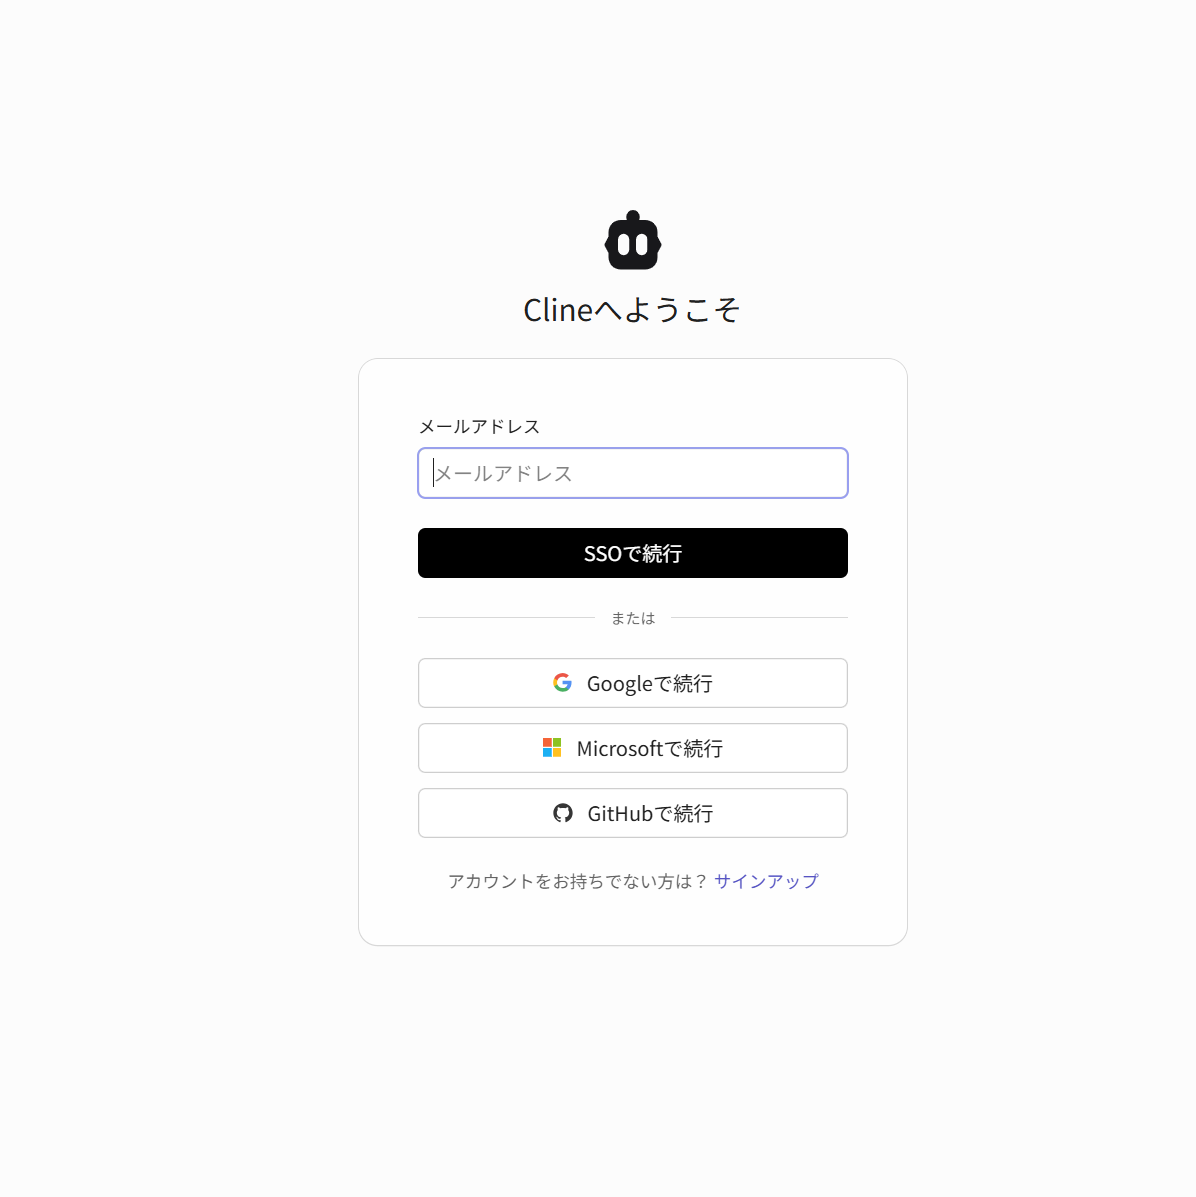 Clineへようこそ
メールアドレス
メールアドレス
SSOで続行
または
Googleで続行
Microsoftで続行
GitHubで続行
アカウントをお持ちでない方は？ サインアップ